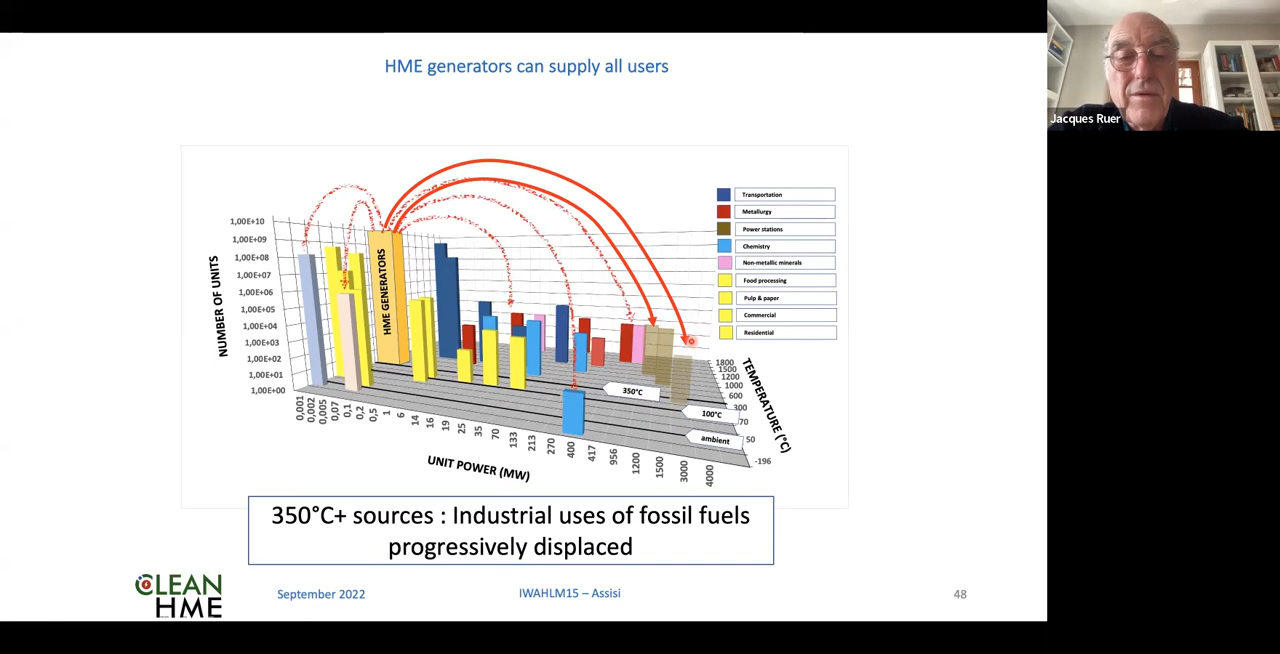 HME generators can supply all users
Jacques Ruer
NUMBER OF UNITS
1,00E+10
1,00E+09
1,00E+08
1,00E+07
1,00E+06
1,00E+05
1,00E+04
1,00E+03
1,00E+02
1,00E+01
1,00E+00
HME GENERATORS
Transportation
Metallurgy
Power stations
Chemistry
Non-metallic minerals
Food processing
Pulp & paper
Commercial
Residential
1800
1500
1200
1000
600
300
70
50
-196
TEMPERATURE (°C)
350°C
100°C
ambient
0,001
0,002
0,005
0,07
0,1
0,2
0,5
1
6
14
16
19
25
35
70
133
213
270
400
417
956
1200
1500
3000
4000
UNIT POWER (MW)
350°C+ sources : Industrial uses of fossil fuels
progressively displaced
CLEAN
HME
September 2022
IWAHLM15 – Assisi
48